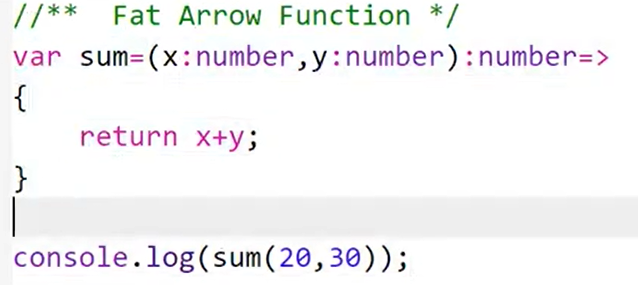 //**  Fat Arrow Function */
var sum=(x:number,y:number):number=>
{
    return x+y;
}
console.log(sum(20,30));